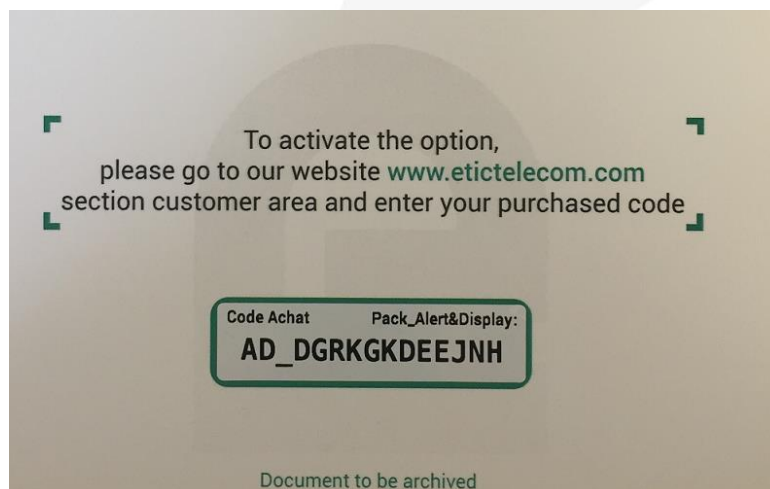 To activate the option,
please go to our website www.etictelecom.com
section customer area and enter your purchased code
Code Achat Pack_Alert&Display:
AD_DGRKGKDEEJNH
Document to be archived